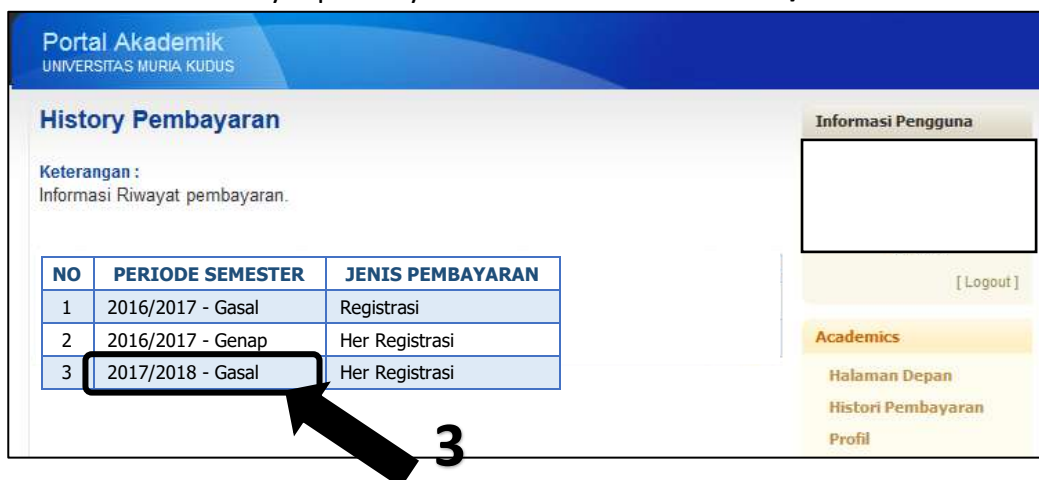 Portal Akademik
UNIVERSITAS MURIA KUDUS
History Pembayaran
Keterangan :
Informasi Riwayat pembayaran.
NO PERIODE SEMESTER JENIS PEMBAYARAN
1 2016/2017 - Gasal Registrasi
2 2016/2017 - Genap Her Registrasi
3 2017/2018 - Gasal Her Registrasi
3
Informasi Pengguna
[ Logout ]
Academics
Halaman Depan
Histori Pembayaran
Profil